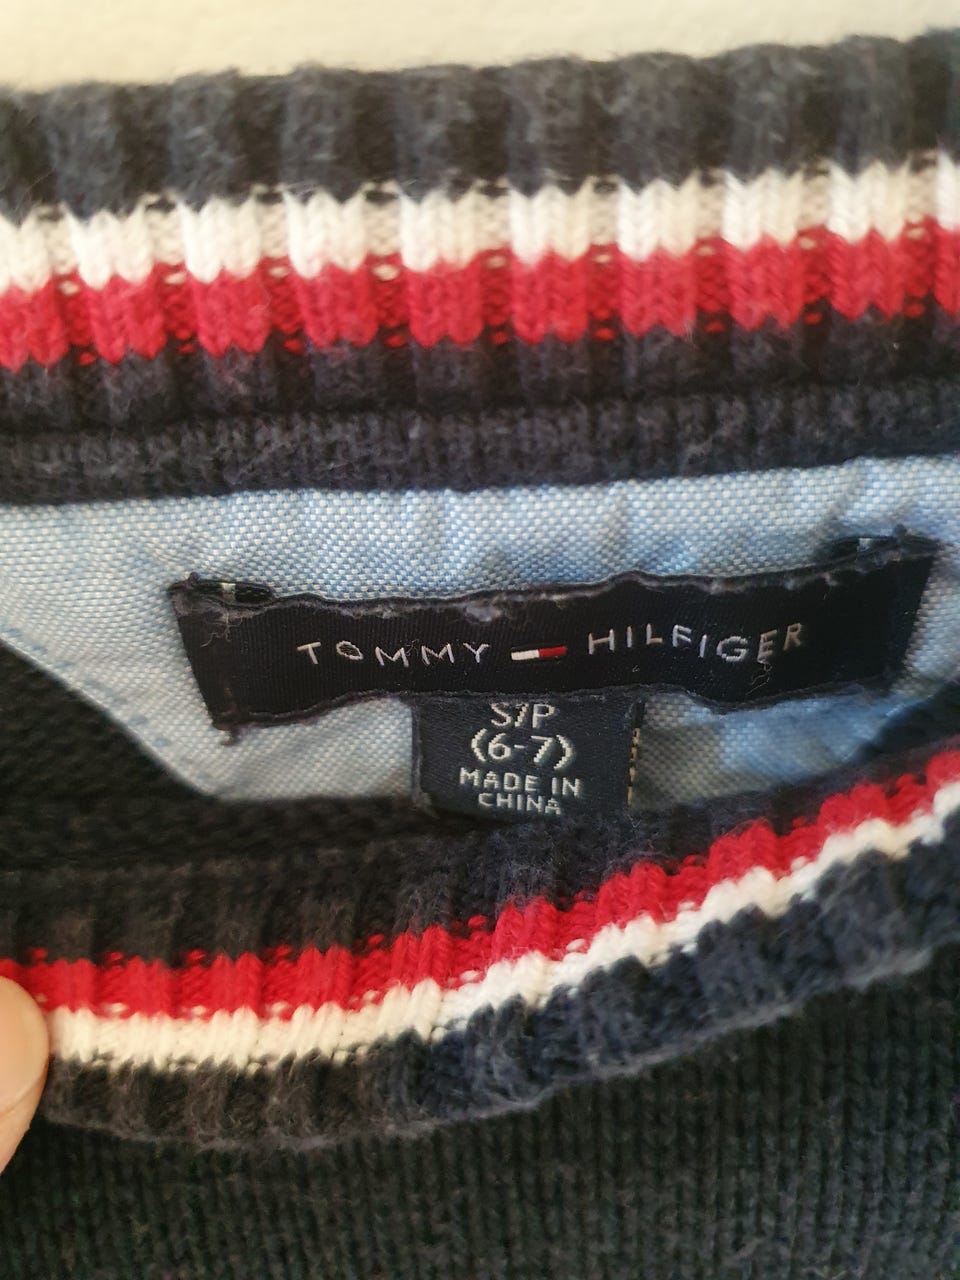 TOMMY HILFIGER
S/P
(6-7)
MADE IN
CHINA